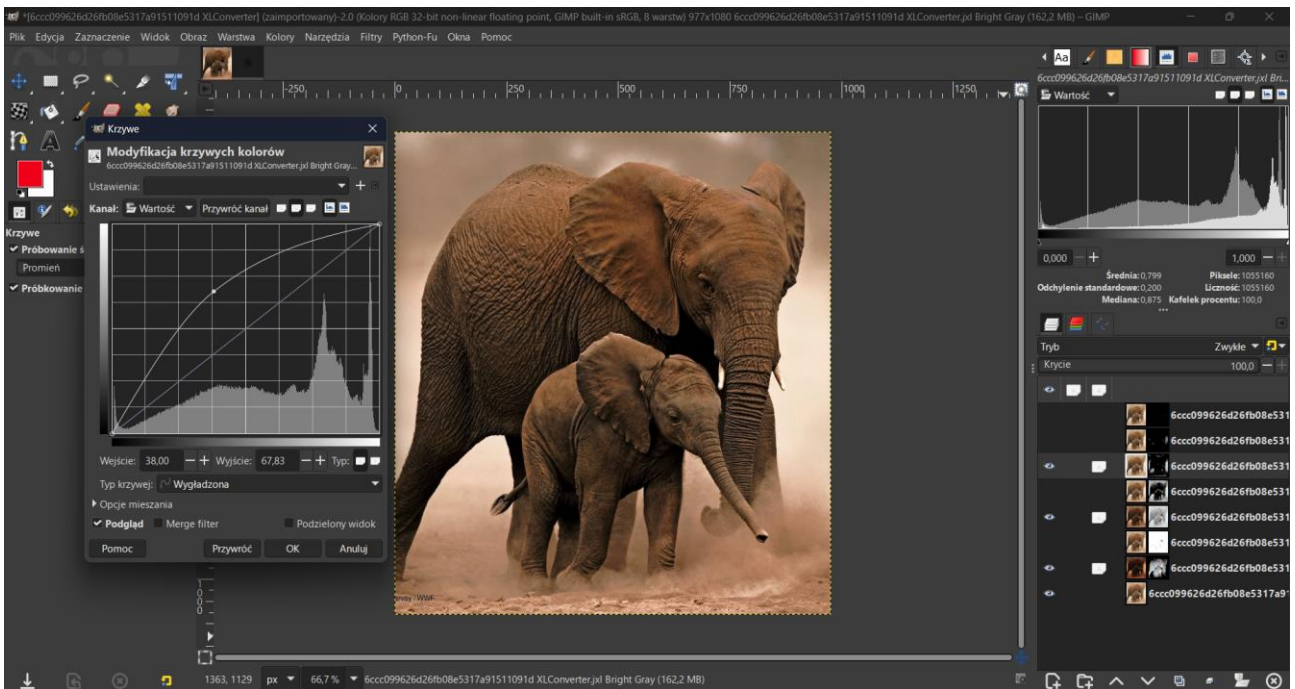 *[6ccc099626d26fb08e5317a91511091d XLConverter] (zaimportowany)-2.0 (Kolory RGB 32-bit non-linear floating point, GIMP built-in sRGB, 8 warstw) 977x1080 6ccc099626d26fb08e5317a91511091d XLConverter.jxl Bright Gray (162,2 MB) – GIMP
Plik Edycja Zaznaczenie Widok Obraz Warstwa Kolory Narzędzia Filtry Python-Fu Okna Pomoc
-250 0 250 500 750 1000 1250
Krzywe
Modyfikacja krzywych kolorów
6ccc099626d26fb08e5317a91511091d XLConverter.jxl Bright Gray...
Ustawienia:
Kanał: Wartość Przywróć kanał
Wejście: 38,00 Wyjście: 67,83 Typ:
Typ krzywej: Wygładzona
Opcje mieszania
Podgląd Merge filter Podzielony widok
Pomoc Przywróć OK Anuluj
Krzywe
Próbowanie ś
Promień
Próbkowanie
WWF
1000
1363, 1129 px 66,7 % 6ccc099626d26fb08e5317a91511091d XLConverter.jxl Bright Gray (162,2 MB)
Aa
6ccc099626d26fb08e5317a91511091d XLConverter.jxl Bri...
Wartość
0,000 1,000
Średnia: 0,799 Piksele: 1055160
Odchylenie standardowe: 0,200 Liczność: 1055160
Mediana: 0,875 Kafelek procentu: 100,0
Tryb Zwykłe
Krycie 100,0
6ccc099626d26fb08e531
6ccc099626d26fb08e531
6ccc099626d26fb08e531
6ccc099626d26fb08e531
6ccc099626d26fb08e531
6ccc099626d26fb08e531
6ccc099626d26fb08e531
6ccc099626d26fb08e5317a9